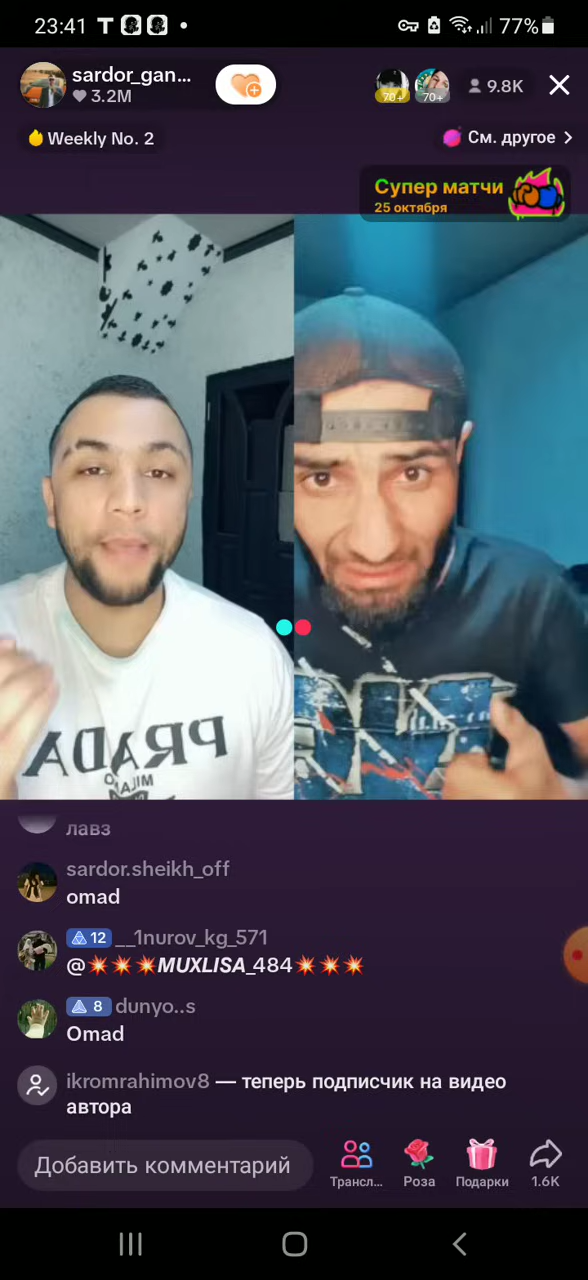 23:41
77%
sardor_gan...
3.2M
70+
70+
9.8K
Weekly No. 2
См. другое
Супер матчи
25 октября
PRADA
MILANO
лавз
sardor.sheikh_off
omad
12 __1nurov_kg_571
@💥💥💥MUXLISA_484💥💥💥
8 dunyo..s
Omad
ikromrahimov8 — теперь подписчик на видео
автора
Добавить комментарий
Трансл...
Роза
Подарки
1.6K